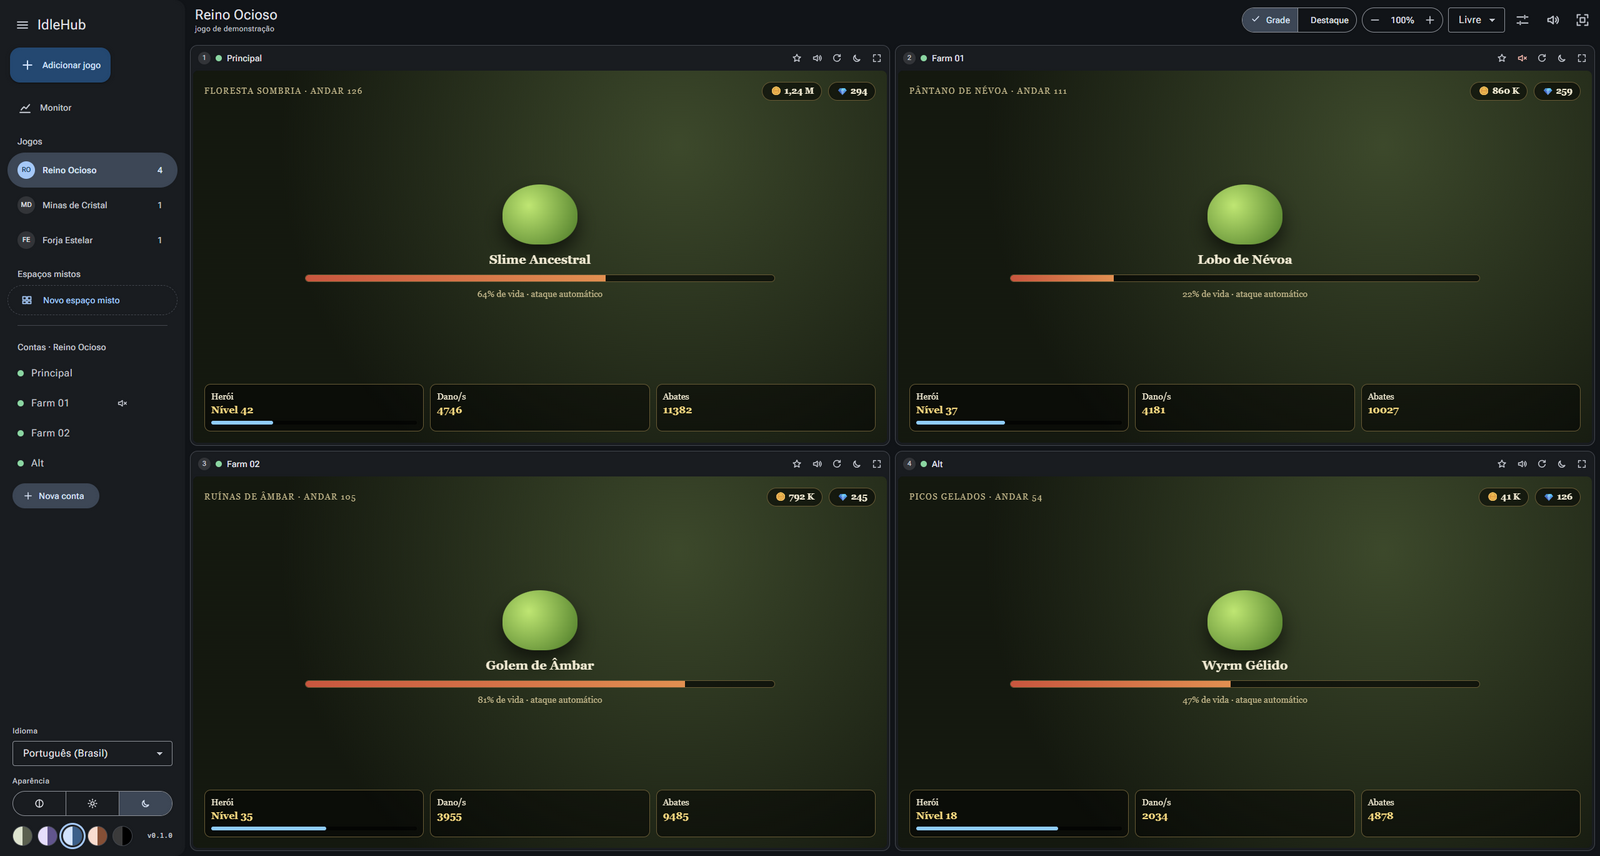 IdleHub
Adicionar jogo
Monitor
Jogos
RO Reino Ocioso 4
MD Minas de Cristal 1
FE Forja Estelar 1
Espaços mistos
Novo espaço misto
Contas · Reino Ocioso
Principal
Farm 01
Farm 02
Alt
Nova conta
Idioma
Português (Brasil)
Aparência
v0.1.0
Reino Ocioso
jogo de demonstração
Grade Destaque 100% Livre
1 Principal
FLORESTA SOMBRIA · ANDAR 126
1,24 M 294
Slime Ancestral
64% de vida · ataque automático
Herói
Nível 42
Dano/s
4746
Abates
11382
2 Farm 01
PÂNTANO DE NÉVOA · ANDAR 111
860 K 259
Lobo de Névoa
22% de vida · ataque automático
Herói
Nível 37
Dano/s
4181
Abates
10027
3 Farm 02
RUÍNAS DE ÂMBAR · ANDAR 105
792 K 245
Golem de Âmbar
81% de vida · ataque automático
Herói
Nível 35
Dano/s
3955
Abates
9485
4 Alt
PICOS GELADOS · ANDAR 54
41 K 126
Wyrm Gélido
47% de vida · ataque automático
Herói
Nível 18
Dano/s
2034
Abates
4878